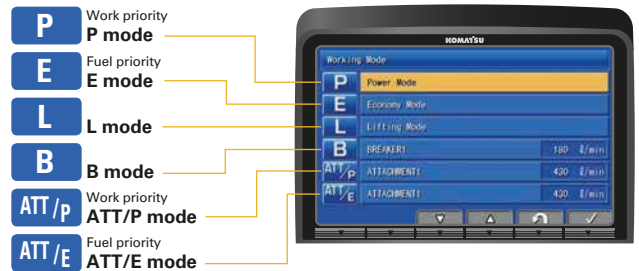 P
Work priority
P mode
E
Fuel priority
E mode
L
L mode
B
B mode
ATT/P
Work priority
ATT/P mode
ATT/E
Fuel priority
ATT/E mode
KOMATSU
Working Mode
P Power Mode
E Economy Mode
L Lifting Mode
B BREAKER1 180 ℓ/min
ATT/P ATTACHMENT1 430 ℓ/min
ATT/E ATTACHMENT1 430 ℓ/min